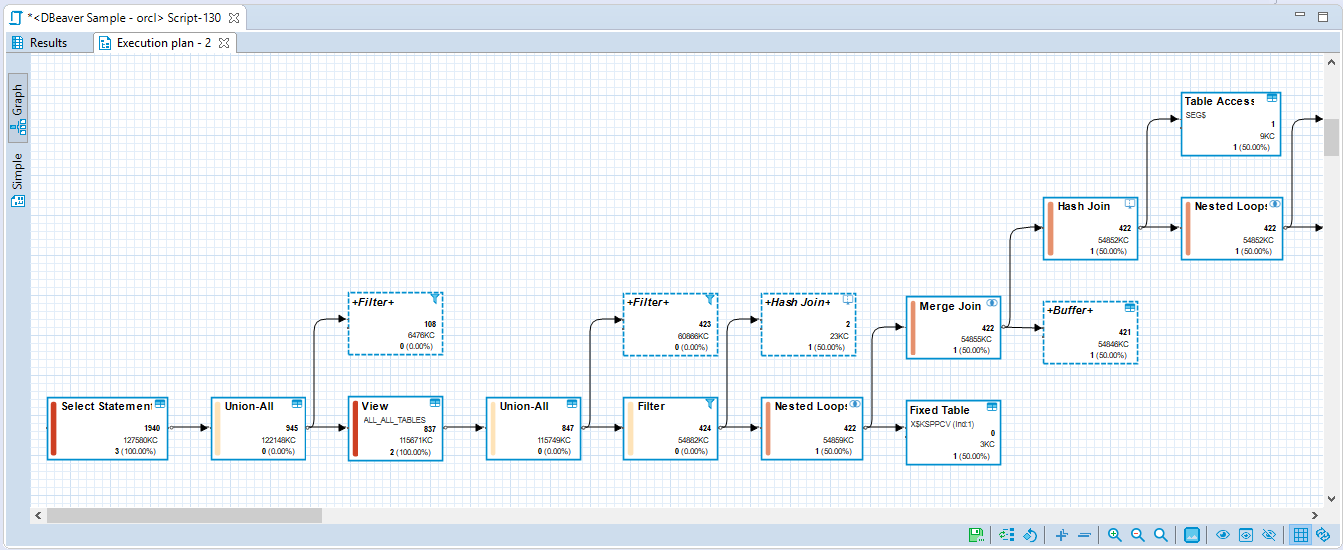 *<DBeaver Sample - orcl> Script-130
Results
Execution plan - 2
Graph
Simple
Table Access
SEG$
1
9KC
1 (50.00%)
Hash Join
422
54852KC
1 (50.00%)
Nested Loops
422
54852KC
1 (50.00%)
+Filter+
108
6476KC
0 (0.00%)
+Filter+
423
60866KC
0 (0.00%)
+Hash Join+
2
23KC
1 (50.00%)
Merge Join
422
54855KC
1 (50.00%)
+Buffer+
421
54846KC
1 (50.00%)
Select Statement
1940
127580KC
3 (100.00%)
Union-All
945
122148KC
0 (0.00%)
View
ALL_ALL_TABLES
837
115671KC
2 (100.00%)
Union-All
847
115749KC
0 (0.00%)
Filter
424
54882KC
0 (0.00%)
Nested Loops
422
54859KC
1 (50.00%)
Fixed Table
X$KSPPCV (ind:1)
0
3KC
1 (50.00%)